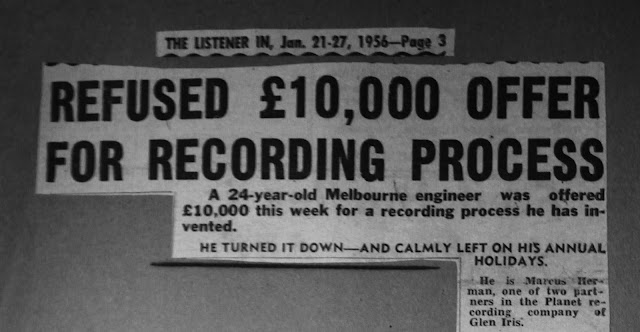 THE LISTENER IN, Jan. 21-27, 1956—Page 3
REFUSED £10,000 OFFER
FOR RECORDING PROCESS
A 24-year-old Melbourne engineer was offered
£10,000 this week for a recording process he has in-
vented.
HE TURNED IT DOWN—AND CALMLY LEFT ON HIS ANNUAL
HOLIDAYS.
He is Marcus Her-
man, one of two part-
ners in the Planet re-
cording company of
Glen Iris.